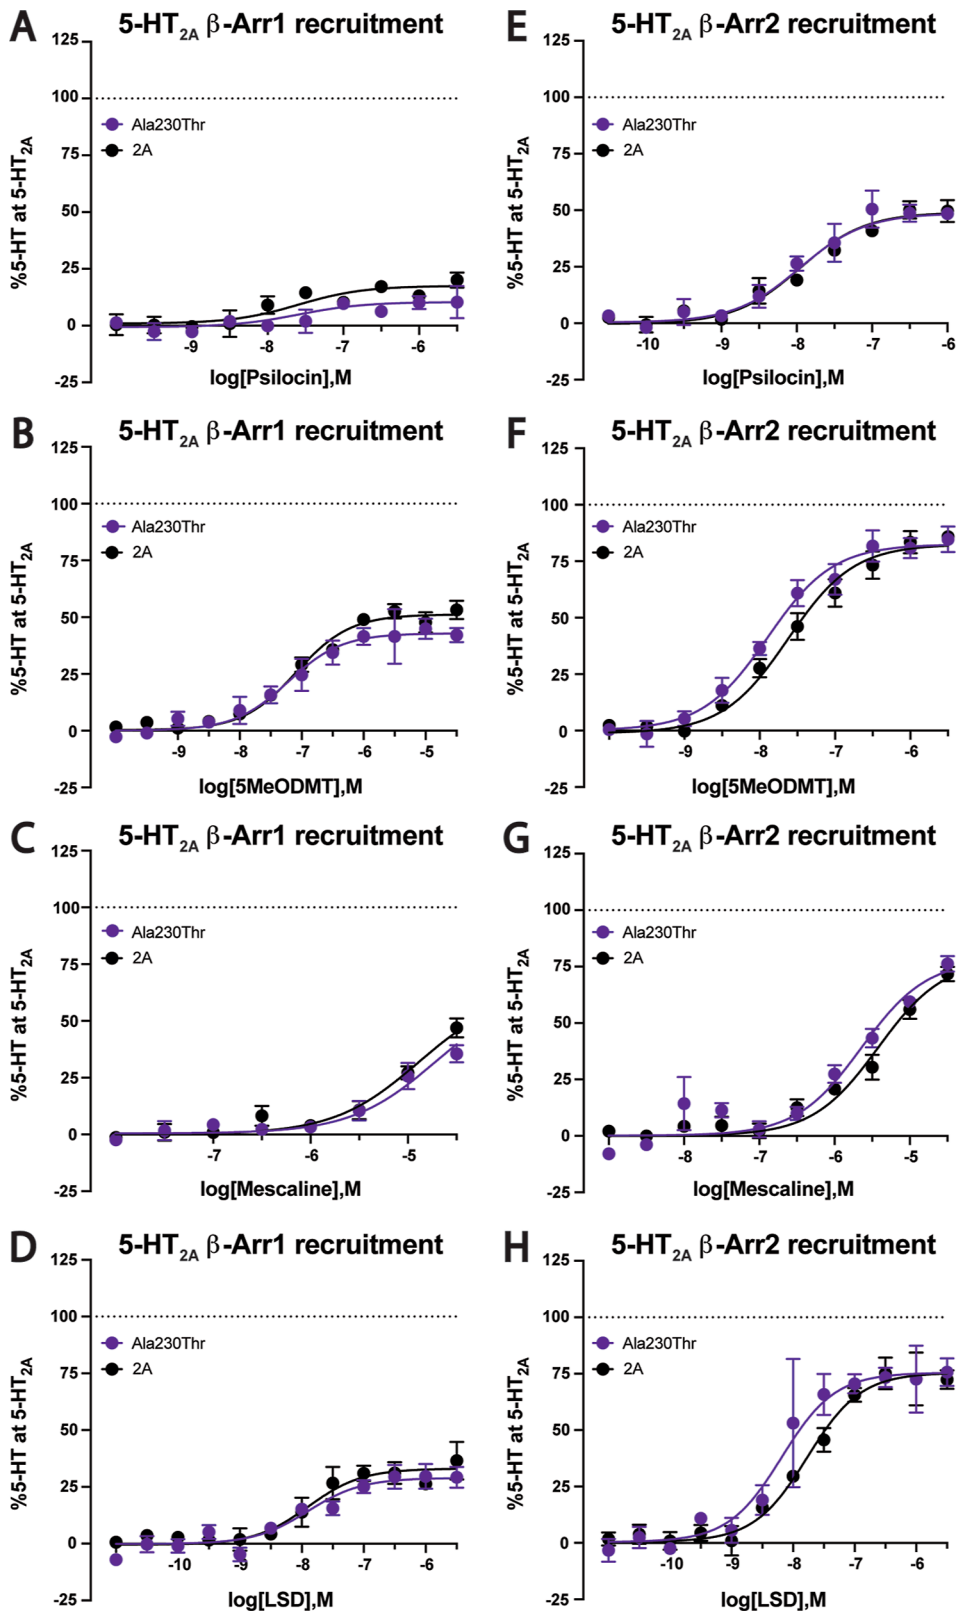 A
5-HT2A β-Arr1 recruitment
125
100
75
50
25
0
-25
%5-HT at 5-HT2A
Ala230Thr
2A
-9
-8
-7
-6
log[Psilocin],M
E
5-HT2A β-Arr2 recruitment
125
100
75
50
25
0
-25
%5-HT at 5-HT2A
Ala230Thr
2A
-10
-9
-8
-7
-6
log[Psilocin],M
B
5-HT2A β-Arr1 recruitment
125
100
75
50
25
0
-25
%5-HT at 5-HT2A
Ala230Thr
2A
-9
-8
-7
-6
-5
log[5MeODMT],M
F
5-HT2A β-Arr2 recruitment
125
100
75
50
25
0
-25
%5-HT at 5-HT2A
Ala230Thr
2A
-9
-8
-7
-6
log[5MeODMT],M
C
5-HT2A β-Arr1 recruitment
125
100
75
50
25
0
-25
%5-HT at 5-HT2A
Ala230Thr
2A
-7
-6
-5
log[Mescaline],M
G
5-HT2A β-Arr2 recruitment
125
100
75
50
25
0
-25
%5-HT at 5-HT2A
Ala230Thr
2A
-8
-7
-6
-5
log[Mescaline],M
D
5-HT2A β-Arr1 recruitment
125
100
75
50
25
0
-25
%5-HT at 5-HT2A
Ala230Thr
2A
-10
-9
-8
-7
-6
log[LSD],M
H
5-HT2A β-Arr2 recruitment
125
100
75
50
25
0
-25
%5-HT at 5-HT2A
Ala230Thr
2A
-10
-9
-8
-7
-6
log[LSD],M